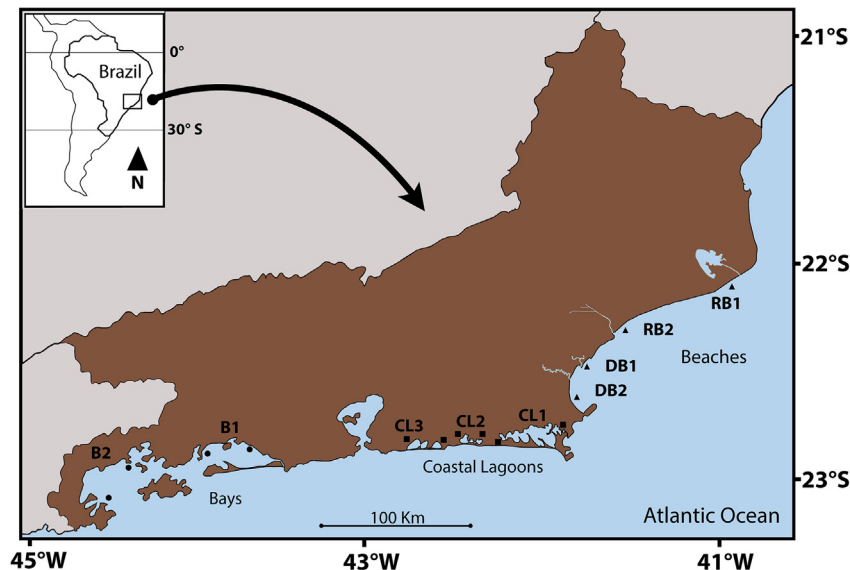 21°S
0°
Brazil
30° S
N
22°S
RB1
RB2
Beaches
DB1
DB2
CL3
CL2
CL1
B1
B2
Coastal Lagoons
23°S
Bays
100 Km
Atlantic Ocean
45°W
43°W
41°W